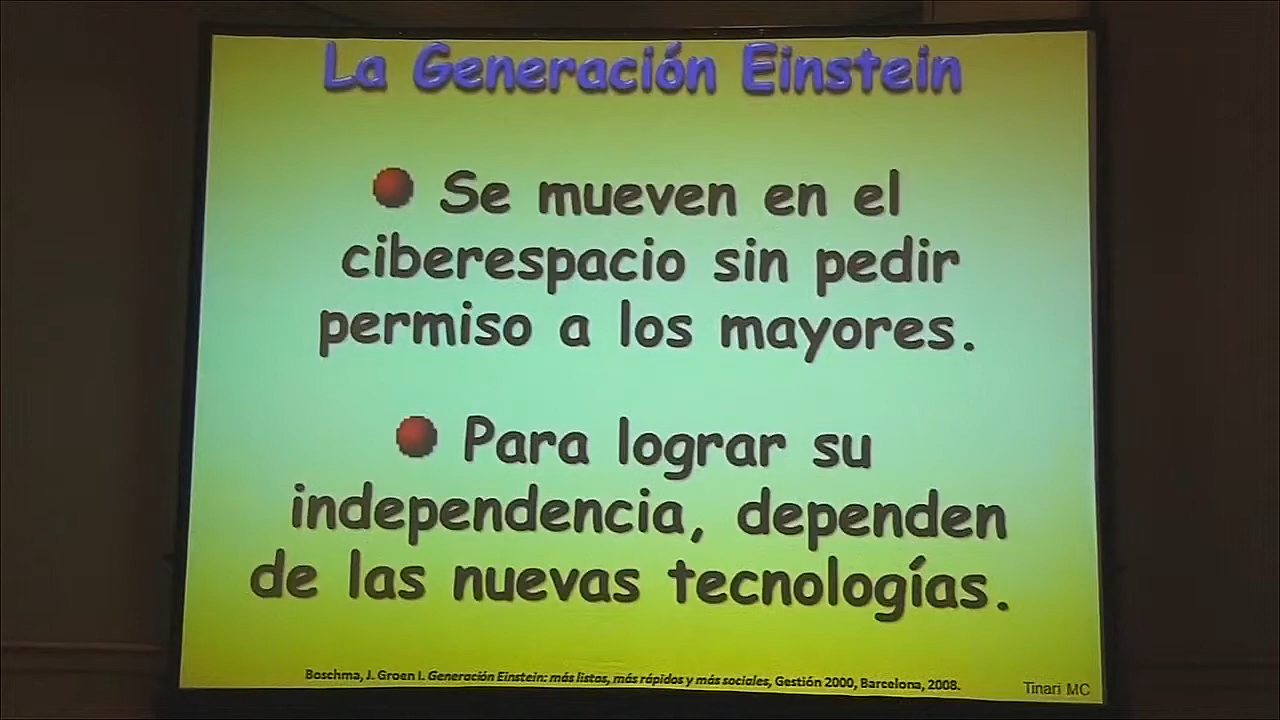 La Generación Einstein
Se mueven en el
ciberespacio sin pedir
permiso a los mayores.
Para lograr su
independencia, dependen
de las nuevas tecnologías.
Boschma, J. Groen I. Generación Einstein: más listos, más rápidos y más sociales, Gestión 2000, Barcelona, 2008.
Tinari MC